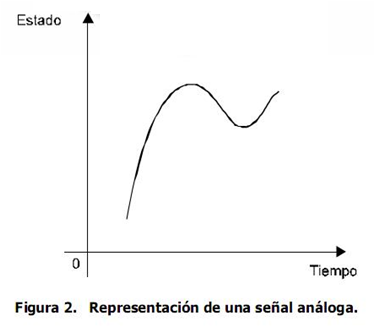 Estado
0
Tiempo
Figura 2. Representación de una señal análoga.